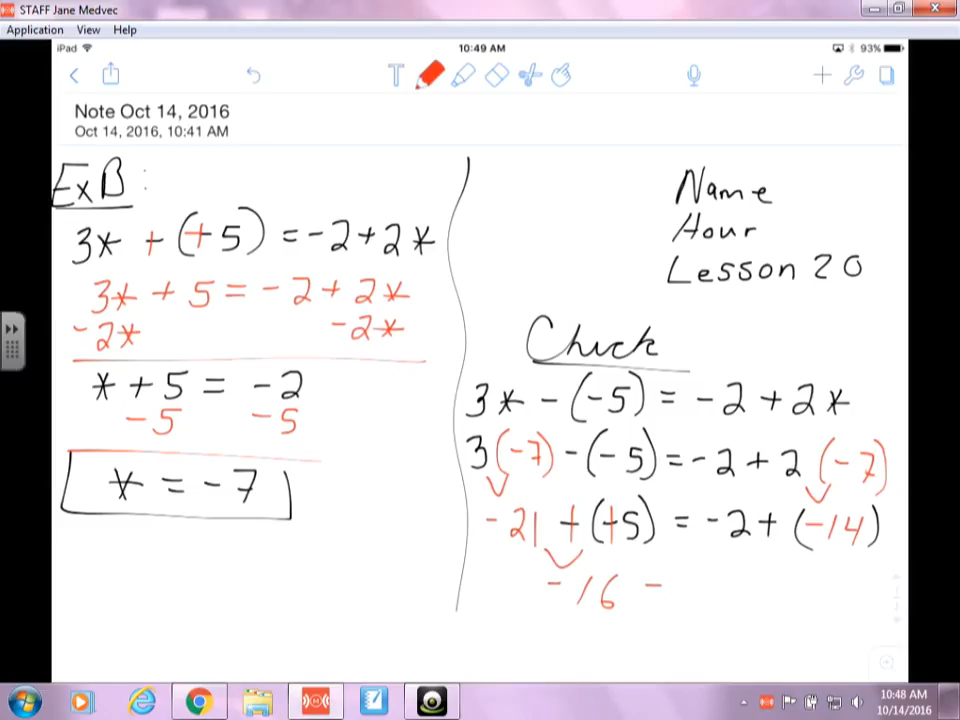 STAFF Jane Medvec
Application View Help
iPad 10:49 AM 93%
T
Note Oct 14, 2016
Oct 14, 2016, 10:41 AM
Ex B:
3x + (+5) = -2 + 2x
3x + 5 = -2 + 2x
-2x -2x
x + 5 = -2
-5 -5
x = -7
Name
Hour
Lesson 20
Check
3x - (-5) = -2 + 2x
3(-7) - (-5) = -2 + 2(-7)
-21 + (+5) = -2 + (-14)
-16 -
10:48 AM
10/14/2016